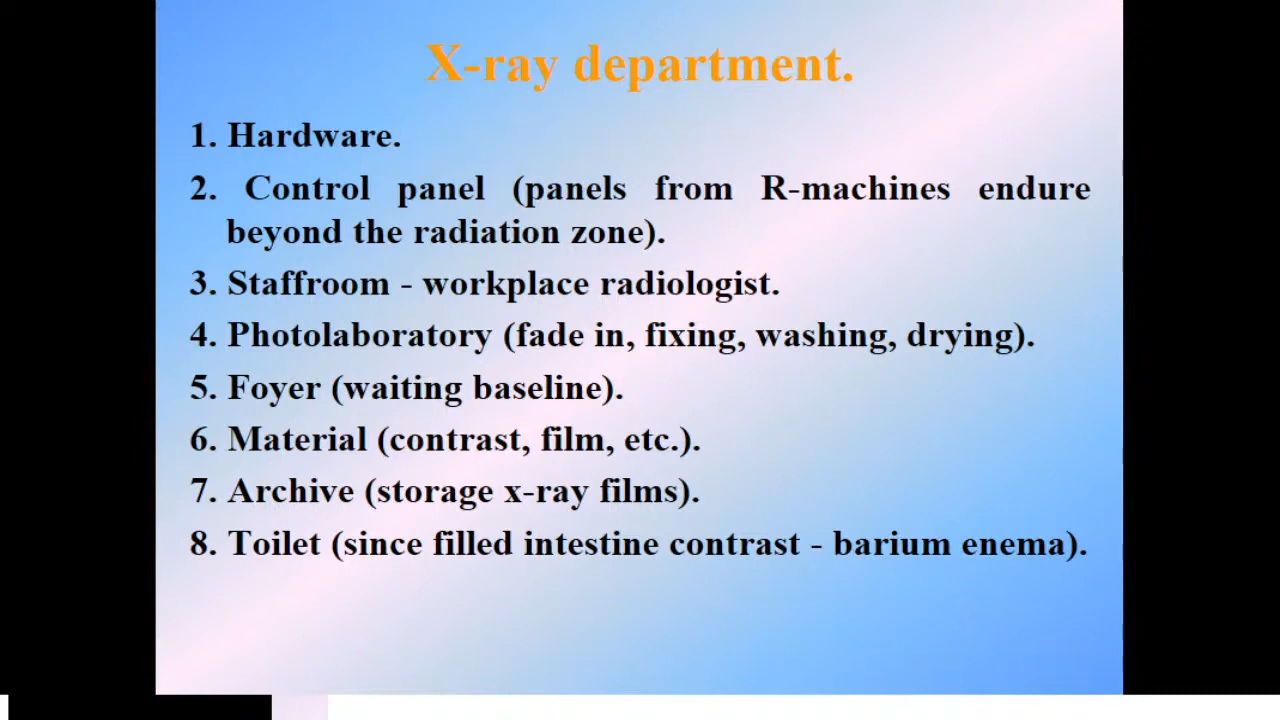 X-ray department.
1. Hardware.
2. Control panel (panels from R-machines endure
beyond the radiation zone).
3. Staffroom - workplace radiologist.
4. Photolaboratory (fade in, fixing, washing, drying).
5. Foyer (waiting baseline).
6. Material (contrast, film, etc.).
7. Archive (storage x-ray films).
8. Toilet (since filled intestine contrast - barium enema).